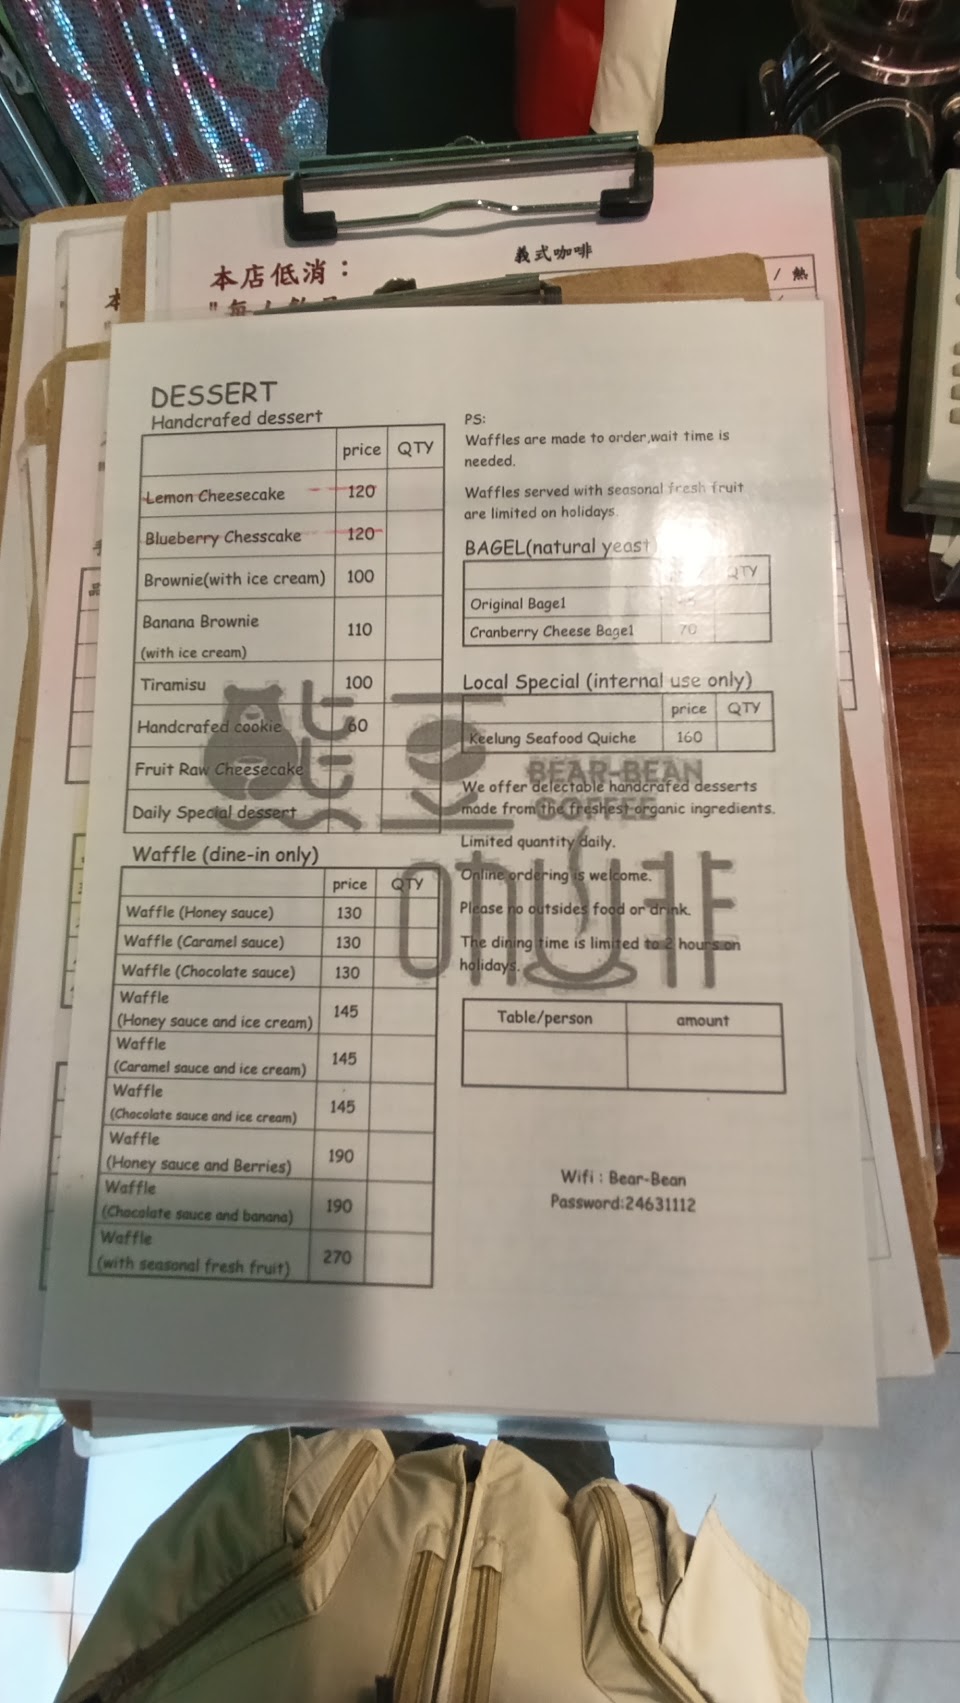 義式咖啡
本店低消：
/ 熱
DESSERT
Handcrafed dessert
price QTY
Lemon Cheesecake 120
Blueberry Chesscake 120
Brownie(with ice cream) 100
Banana Brownie
(with ice cream) 110
Tiramisu 100
Handcrafed cookie 60
Fruit Raw Cheesecake
Daily Special dessert
Waffle (dine-in only)
price QTY
Waffle (Honey sauce) 130
Waffle (Caramel sauce) 130
Waffle (Chocolate sauce) 130
Waffle
(Honey sauce and ice cream) 145
Waffle
(Caramel sauce and ice cream) 145
Waffle
(Chocolate sauce and ice cream) 145
Waffle
(Honey sauce and Berries) 190
Waffle
(Chocolate sauce and banana) 190
Waffle
(with seasonal fresh fruit) 270
PS:
Waffles are made to order,wait time is
needed.
Waffles served with seasonal fresh fruit
are limited on holidays.
BAGEL(natural yeast
QTY
Original Bagel
Cranberry Cheese Bagel 70
Local Special (internal use only)
price QTY
Keelung Seafood Quiche 160
BEAR-BEAN
COFFEE
We offer delectable handcrafed desserts
made from the freshest organic ingredients.
Limited quantity daily.
Online ordering is welcome.
Please no outsides food or drink.
The dining time is limited to 2 hours on
holidays.
Table/person amount
Wifi : Bear-Bean
Password:24631112